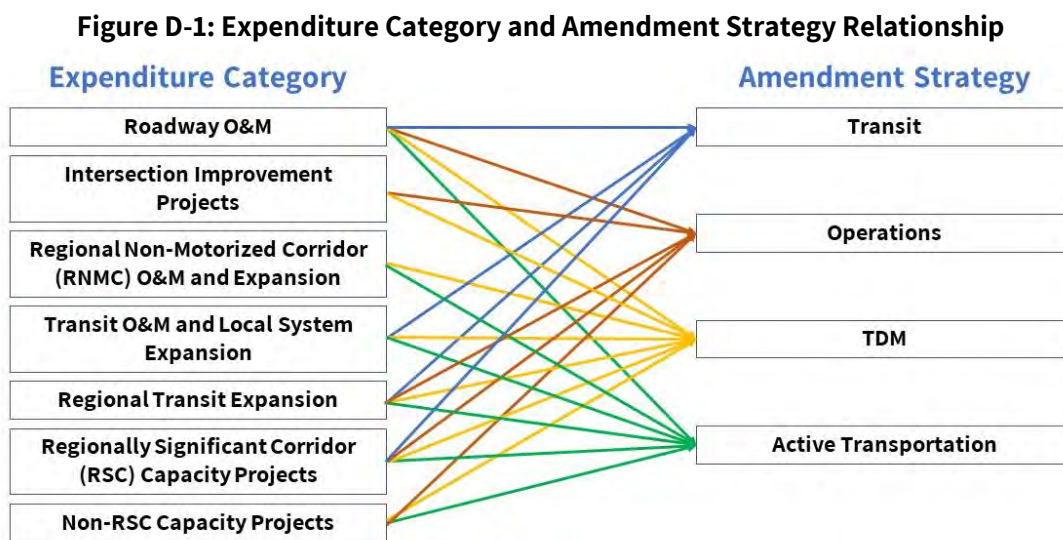 Figure D-1: Expenditure Category and Amendment Strategy Relationship
Expenditure Category
Roadway O&M
Intersection Improvement
Projects
Regional Non-Motorized Corridor
(RNMC) O&M and Expansion
Transit O&M and Local System
Expansion
Regional Transit Expansion
Regionally Significant Corridor
(RSC) Capacity Projects
Non-RSC Capacity Projects
Amendment Strategy
Transit
Operations
TDM
Active Transportation